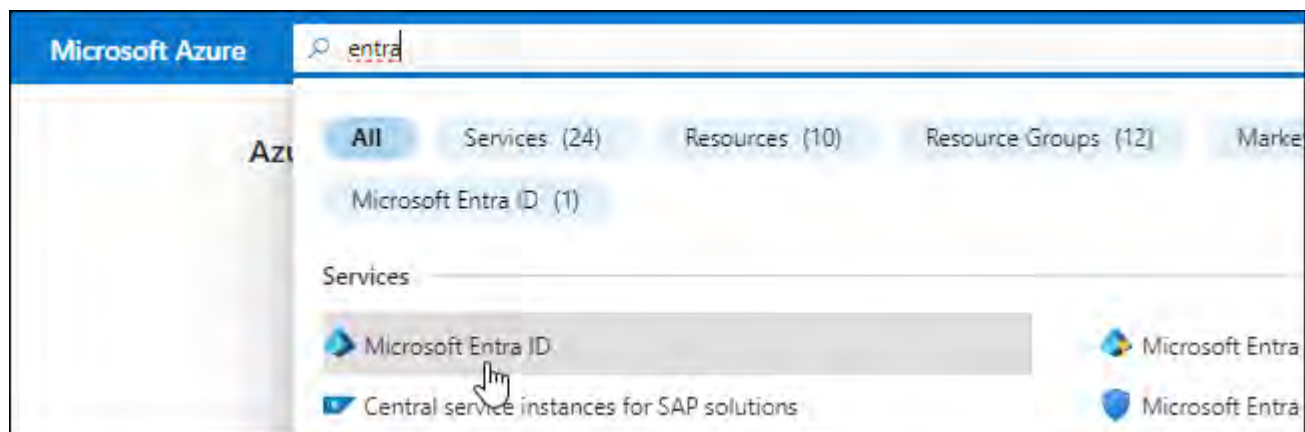 Microsoft Azure entra
Azu All Services (24) Resources (10) Resource Groups (12) Marke
Microsoft Entra ID (1)
Services
Microsoft Entra ID Microsoft Entra
Central service instances for SAP solutions Microsoft Entra